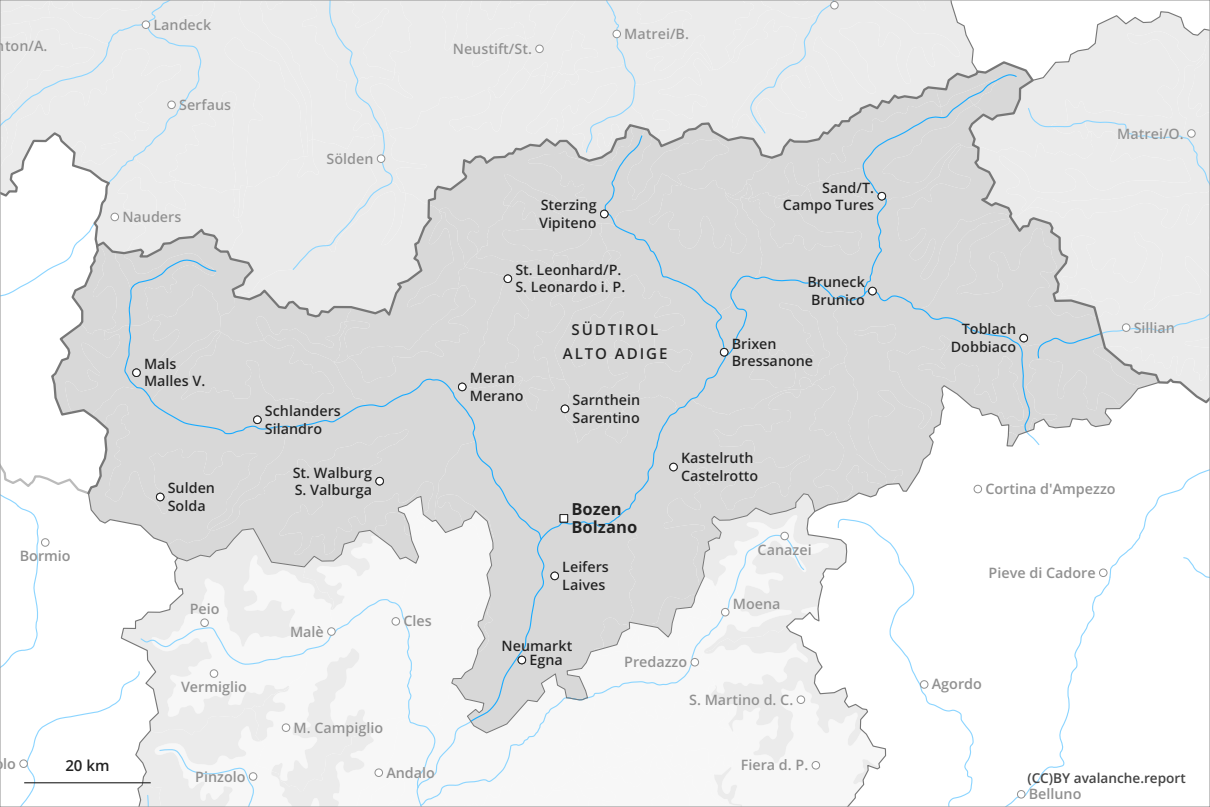 Landeck
Matrei/B.
nton/A.
Neustift/St.
Serfaus
Matrei/O.
Sölden
Sand/T.
Campo Tures
Nauders
Sterzing
Vipiteno
St. Leonhard/P.
S. Leonardo i. P.
Bruneck
Brunico
SÜDTIROL
ALTO ADIGE
Toblach
Dobbiaco
Sillian
Brixen
Bressanone
Mals
Malles V.
Meran
Merano
Sarnthein
Sarentino
Schlanders
Silandro
Kastelruth
Castelrotto
St. Walburg
S. Valburga
Sulden
Solda
Cortina d'Ampezzo
Bozen
Bolzano
Bormio
Canazei
Leifers
Laives
Pieve di Cadore
Peio
Moena
Malè
Cles
Neumarkt
Egna
Predazzo
Vermiglio
Agordo
S. Martino d. C.
M. Campiglio
olo
20 km
Pinzolo
Andalo
Fiera d. P.
(CC)BY avalanche.report
Belluno